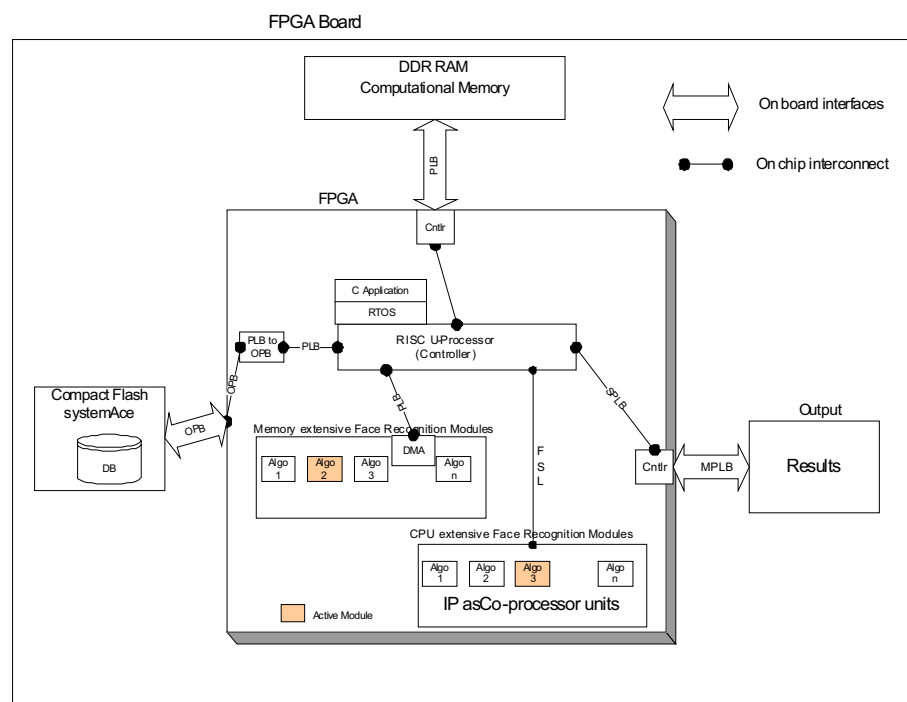 FPGA Board
DDR RAM
Computational Memory
On board interfaces
PLB
On chip interconnect
FPGA
Cntlr
C Application
RTOS
PLB to
OPB
PLB
RISC U-Processor
(Controller)
OPB
SPLB
PLB
Compact Flash
systemAce
DB
OPB
Memory extensive Face Recognition Modules
DMA
Algo
1
Algo
2
Algo
3
Algo
n
F
S
L
Output
Cntlr
MPLB
Results
CPU extensive Face Recognition Modules
Algo
1
Algo
2
Algo
3
Algo
n
IP asCo-processor units
Active Module